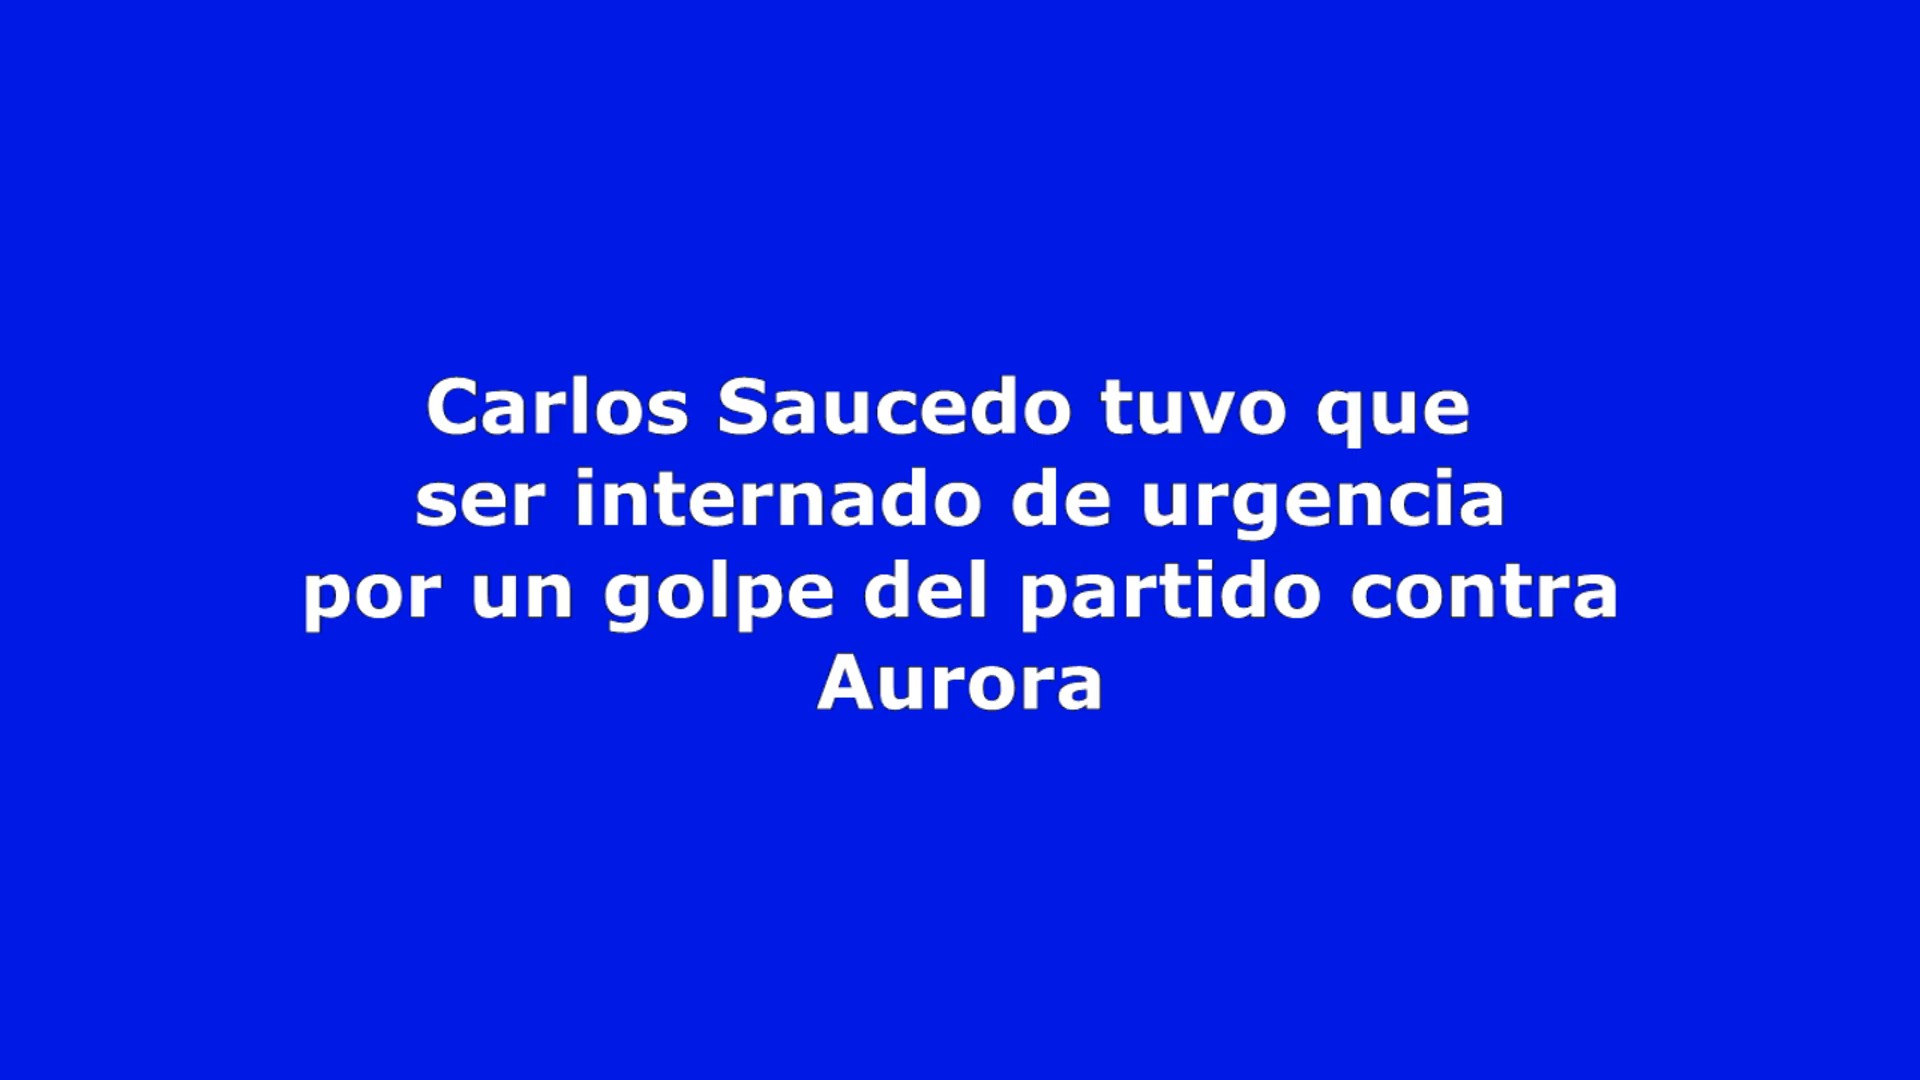 Carlos Saucedo tuvo que
ser internado de urgencia
por un golpe del partido contra
Aurora